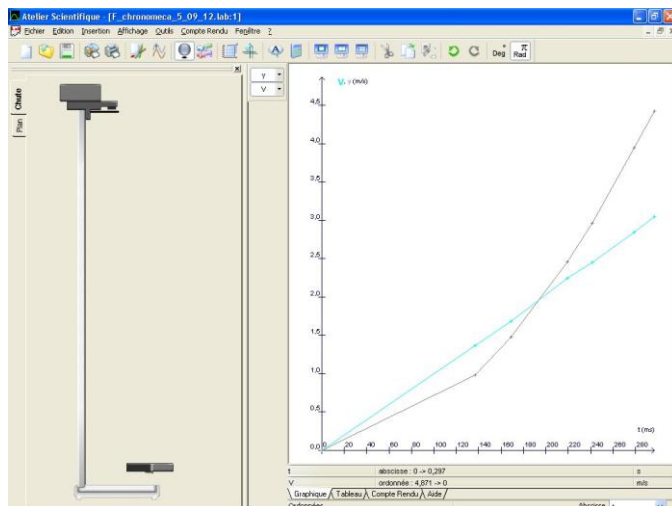 Atelier Scientifique - [F_chronomeca_5_09_12.lab:1]
Fichier Edition Insertion Affichage Outils Compte Rendu Fenêtre ?
Deg Rad
Chute
Plan
y
V
V, y (m/s)
4,5
4,0
3,5
3,0
2,5
2,0
1,5
1,0
0,5
0,0
0 20 40 60 80 100 120 140 160 180 200 220 240 260 280
t (ms)
t abscisse : 0 -> 0,297 s
V ordonnée : 4,871 -> 0 m/s
Graphique Tableau Compte Rendu Aide
Ordonnées Abscisse